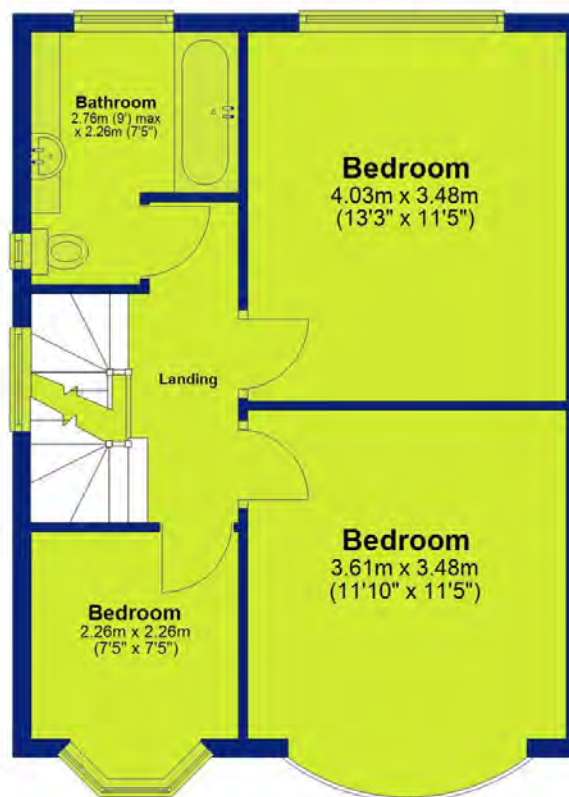 Bathroom
2.76m (9') max
x 2.26m (7'5")
Bedroom
4.03m x 3.48m
(13'3" x 11'5")
Landing
Bedroom
3.61m x 3.48m
(11'10" x 11'5")
Bedroom
2.26m x 2.26m
(7'5" x 7'5")